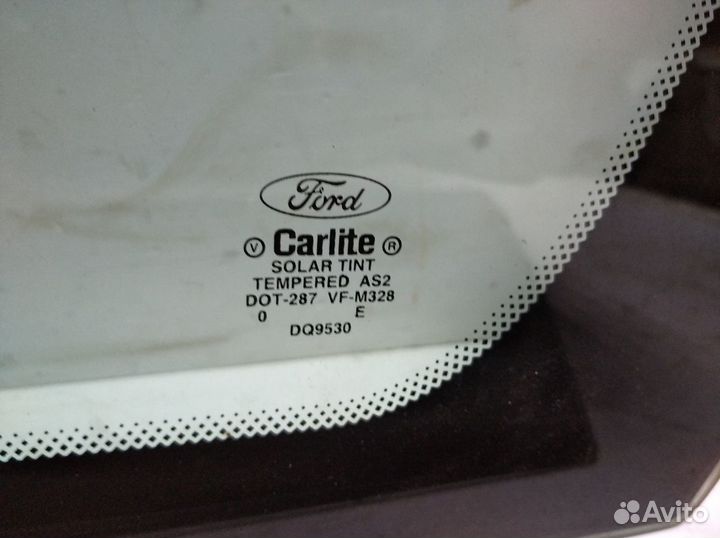 Ford
V Carlite R
SOLAR TINT
TEMPERED AS2
DOT-287 VF-M328
0 E
DQ9530
Avito